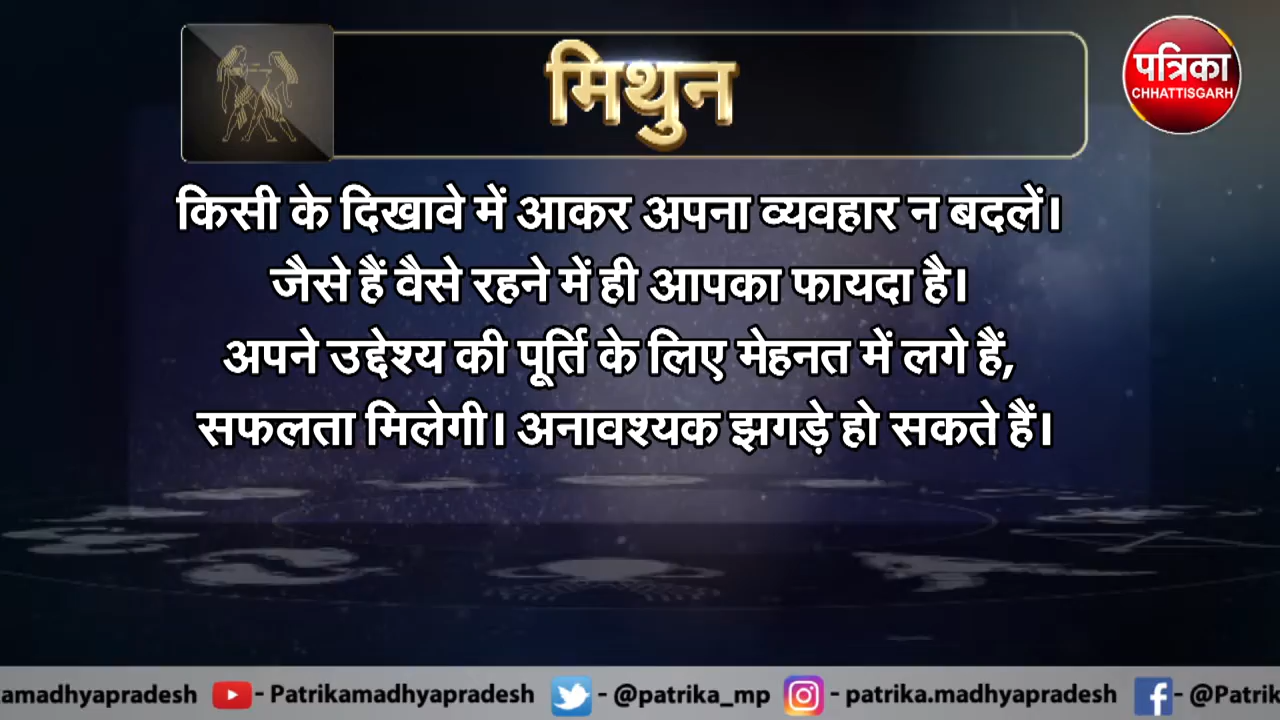 मिथुन
पत्रिका
CHHATTISGARH
किसी के दिखावे में आकर अपना व्यवहार न बदलें।
जैसे हैं वैसे रहने में ही आपका फायदा है।
अपने उद्देश्य की पूर्ति के लिए मेहनत में लगे हैं,
सफलता मिलेगी। अनावश्यक झगड़े हो सकते हैं।
kamadhyapradesh - Patrikamadhyapradesh - @patrika_mp - patrika.madhyapradesh - @Patrik